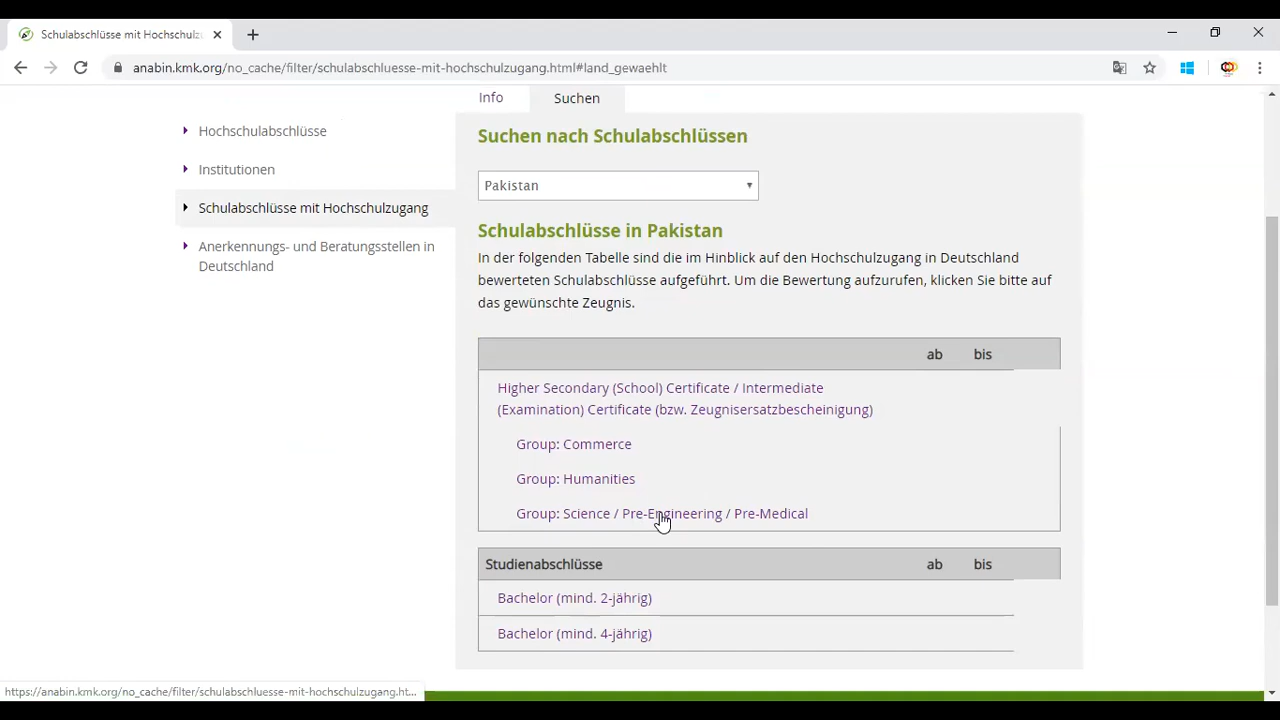 Schulabschlüsse mit Hochschulz
anabin.kmk.org/no_cache/filter/schulabschluesse-mit-hochschulzugang.html#land_gewaehlt
Info
Suchen
Hochschulabschlüsse
Institutionen
Schulabschlüsse mit Hochschulzugang
Anerkennungs- und Beratungsstellen in
Deutschland
Suchen nach Schulabschlüssen
Pakistan
Schulabschlüsse in Pakistan
In der folgenden Tabelle sind die im Hinblick auf den Hochschulzugang in Deutschland
bewerteten Schulabschlüsse aufgeführt. Um die Bewertung aufzurufen, klicken Sie bitte auf
das gewünschte Zeugnis.
ab bis
Higher Secondary (School) Certificate / Intermediate
(Examination) Certificate (bzw. Zeugnisersatzbescheinigung)
Group: Commerce
Group: Humanities
Group: Science / Pre-Engineering / Pre-Medical
Studienabschlüsse ab bis
Bachelor (mind. 2-jährig)
Bachelor (mind. 4-jährig)
https://anabin.kmk.org/no_cache/filter/schulabschluesse-mit-hochschulzugang.ht...